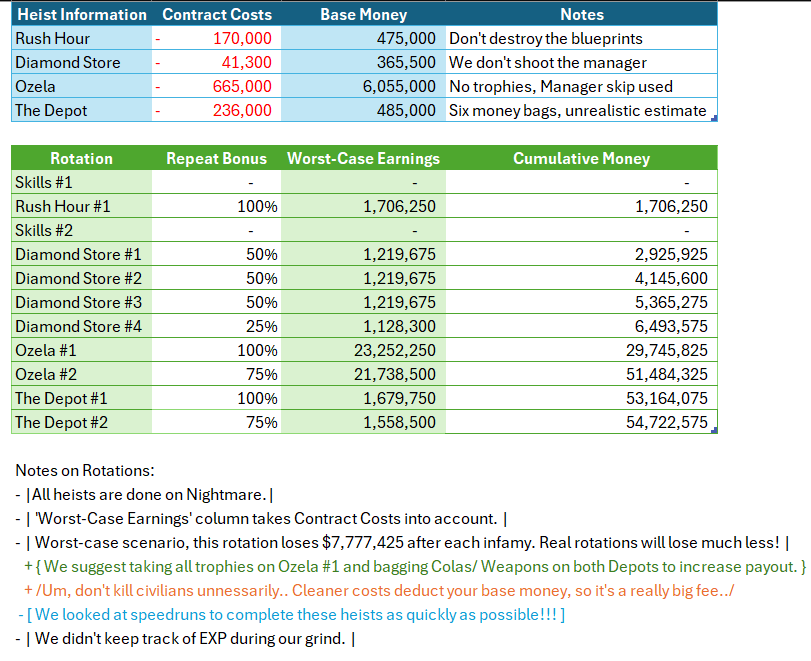 Heist Information Contract Costs Base Money Notes
Rush Hour - 170,000 475,000 Don't destroy the blueprints
Diamond Store - 41,300 365,500 We don't shoot the manager
Ozela - 665,000 6,055,000 No trophies, Manager skip used
The Depot - 236,000 485,000 Six money bags, unrealistic estimate
Rotation Repeat Bonus Worst-Case Earnings Cumulative Money
Skills #1 - - -
Rush Hour #1 100% 1,706,250 1,706,250
Skills #2 - - -
Diamond Store #1 50% 1,219,675 2,925,925
Diamond Store #2 50% 1,219,675 4,145,600
Diamond Store #3 50% 1,219,675 5,365,275
Diamond Store #4 25% 1,128,300 6,493,575
Ozela #1 100% 23,252,250 29,745,825
Ozela #2 75% 21,738,500 51,484,325
The Depot #1 100% 1,679,750 53,164,075
The Depot #2 75% 1,558,500 54,722,575
Notes on Rotations:
- |All heists are done on Nightmare.|
- | 'Worst-Case Earnings' column takes Contract Costs into account. |
- | Worst-case scenario, this rotation loses $7,777,425 after each infamy. Real rotations will lose much less! |
+ { We suggest taking all trophies on Ozela #1 and bagging Colas/ Weapons on both Depots to increase payout. }
+ /Um, don't kill civilians unnessarily.. Cleaner costs deduct your base money, so it's a really big fee../
- [ We looked at speedruns to complete these heists as quickly as possible!!! ]
- | We didn't keep track of EXP during our grind. |